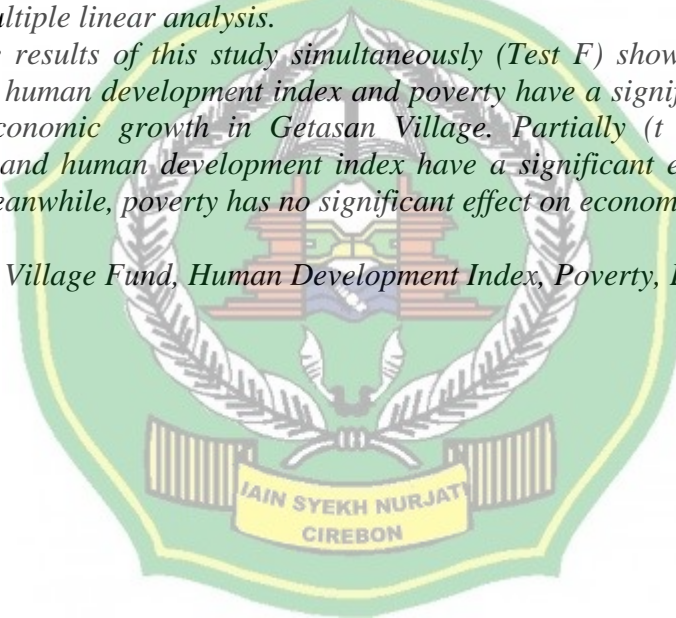 ultiple linear analysis.
results of this study simultaneously (Test F) show
human development index and poverty have a signif
conomic growth in Getasan Village. Partially (t
and human development index have a significant e
eanwhile, poverty has no significant effect on econom
Village Fund, Human Development Index, Poverty,
IAIN SYEKH NURJATI
CIREBON